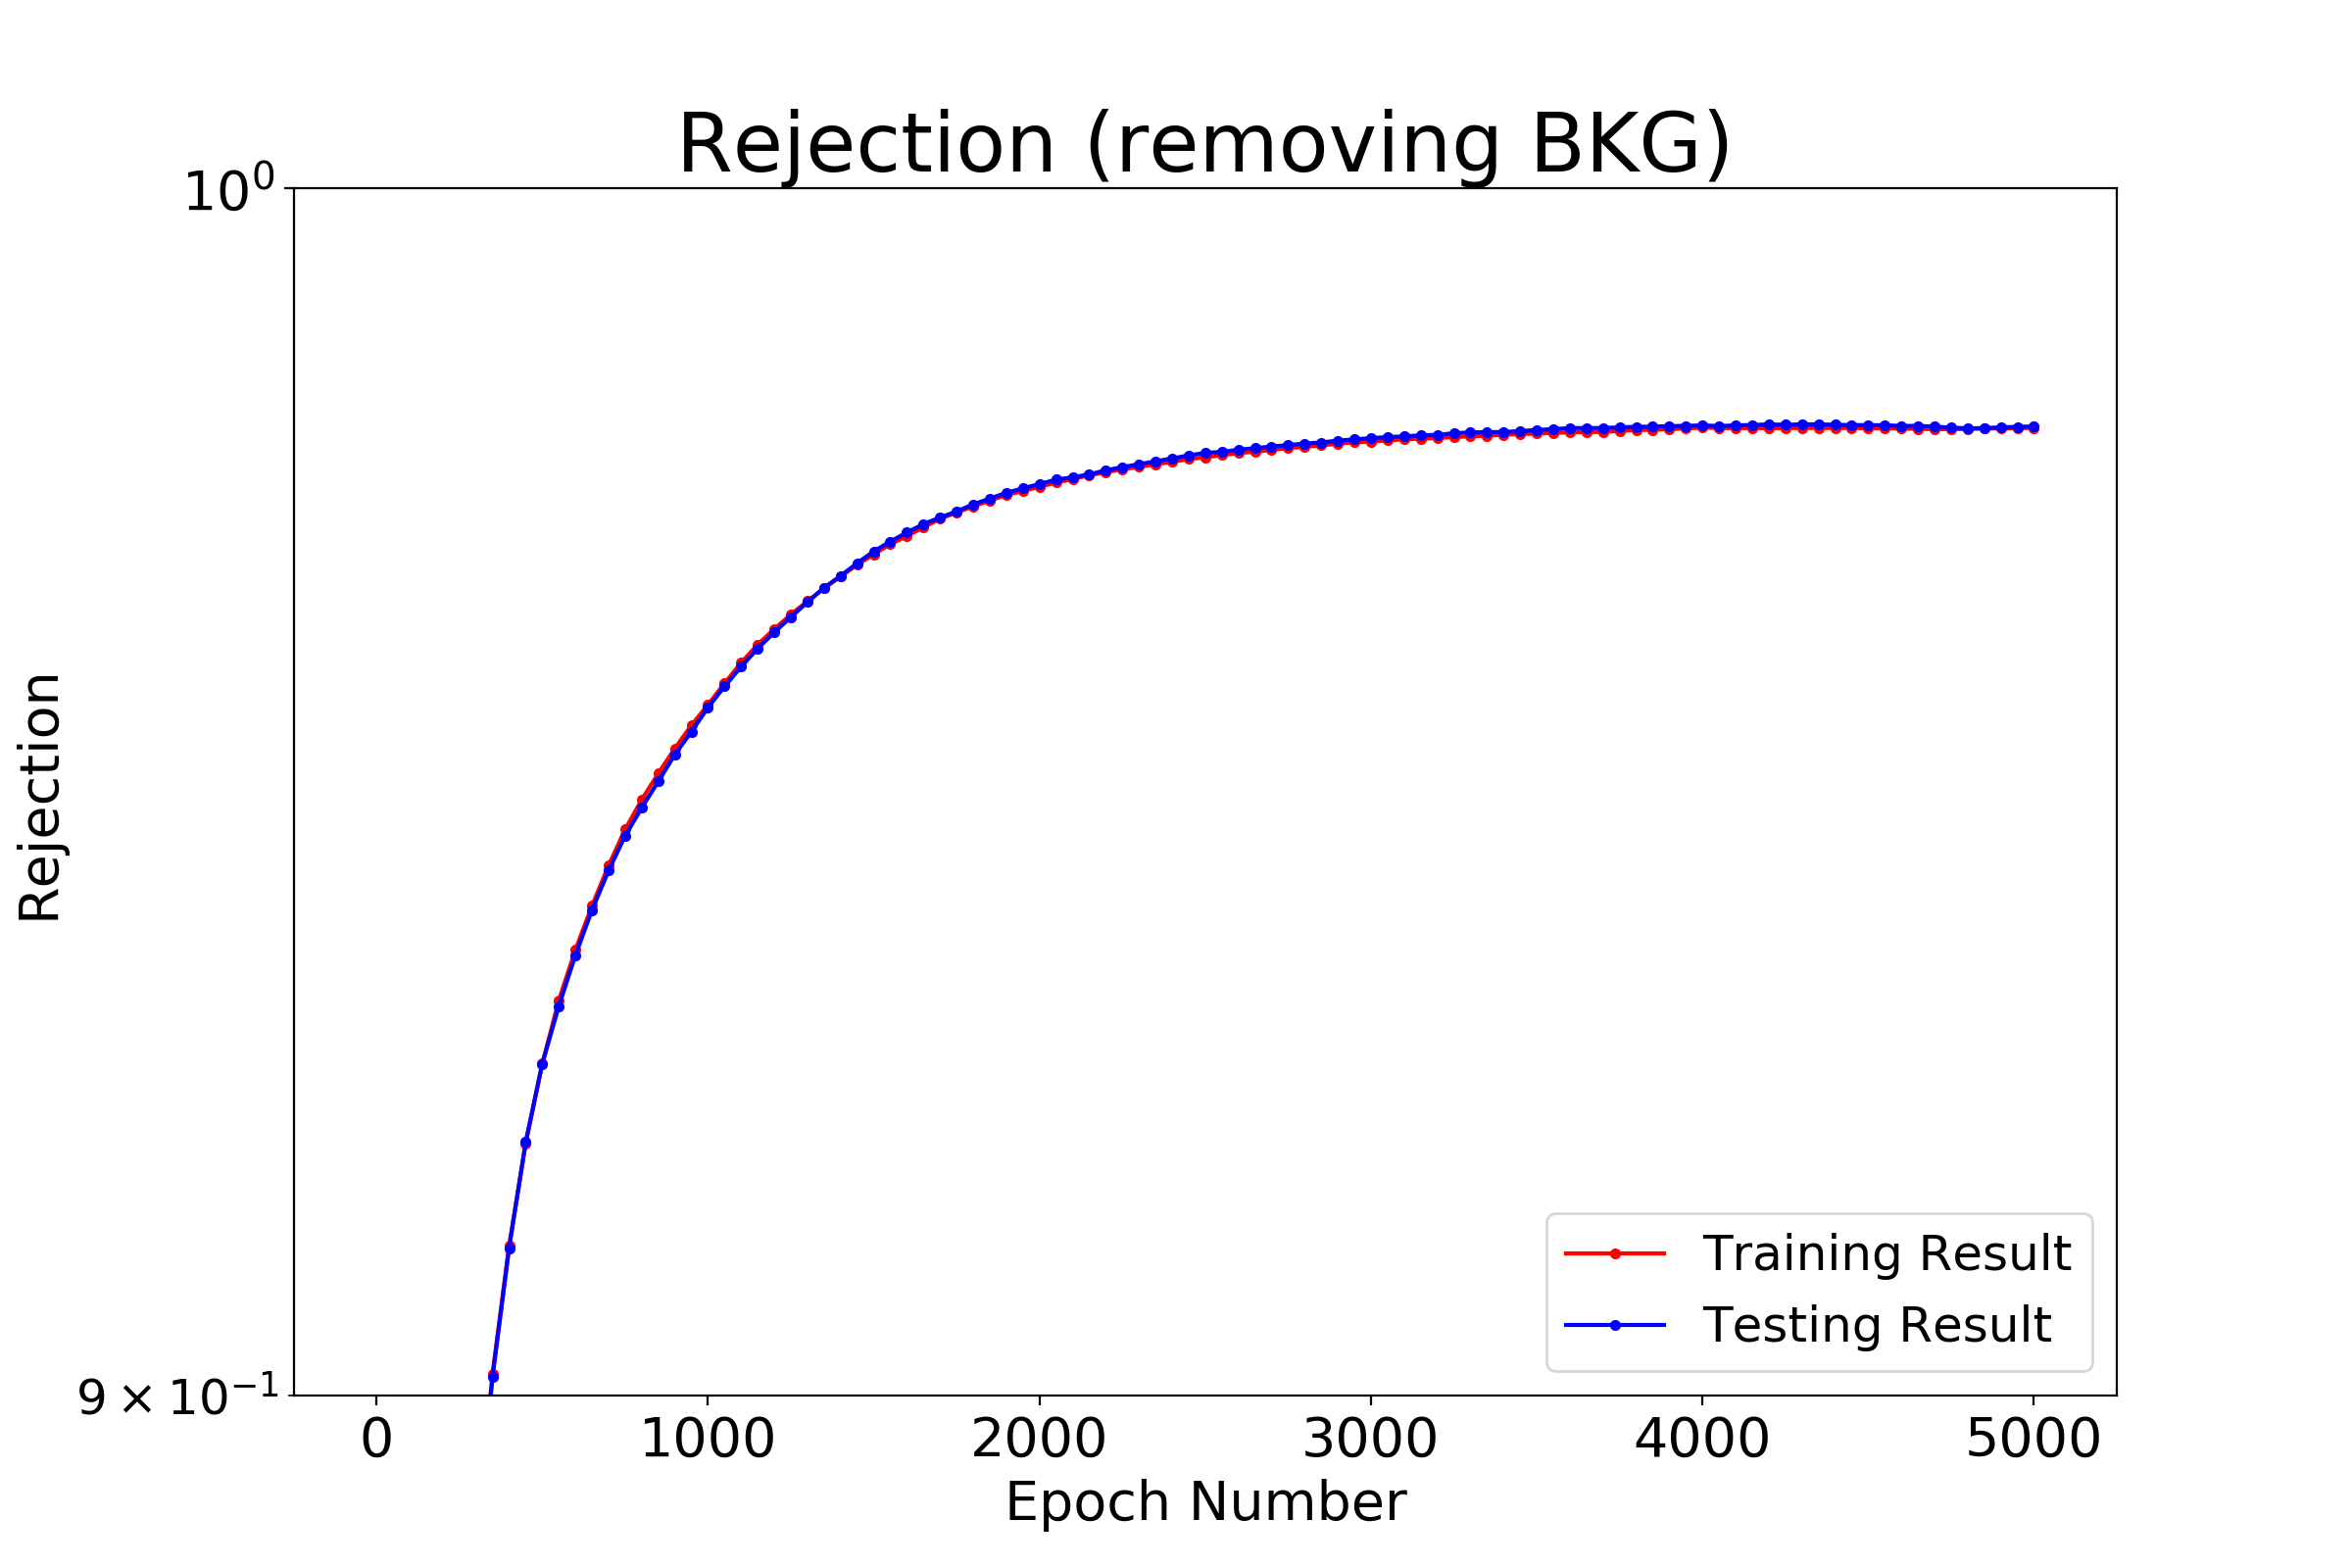 Rejection (removing BKG)
10⁰
Rejection
9 × 10⁻¹
0 1000 2000 3000 4000 5000
Epoch Number
Training Result
Testing Result